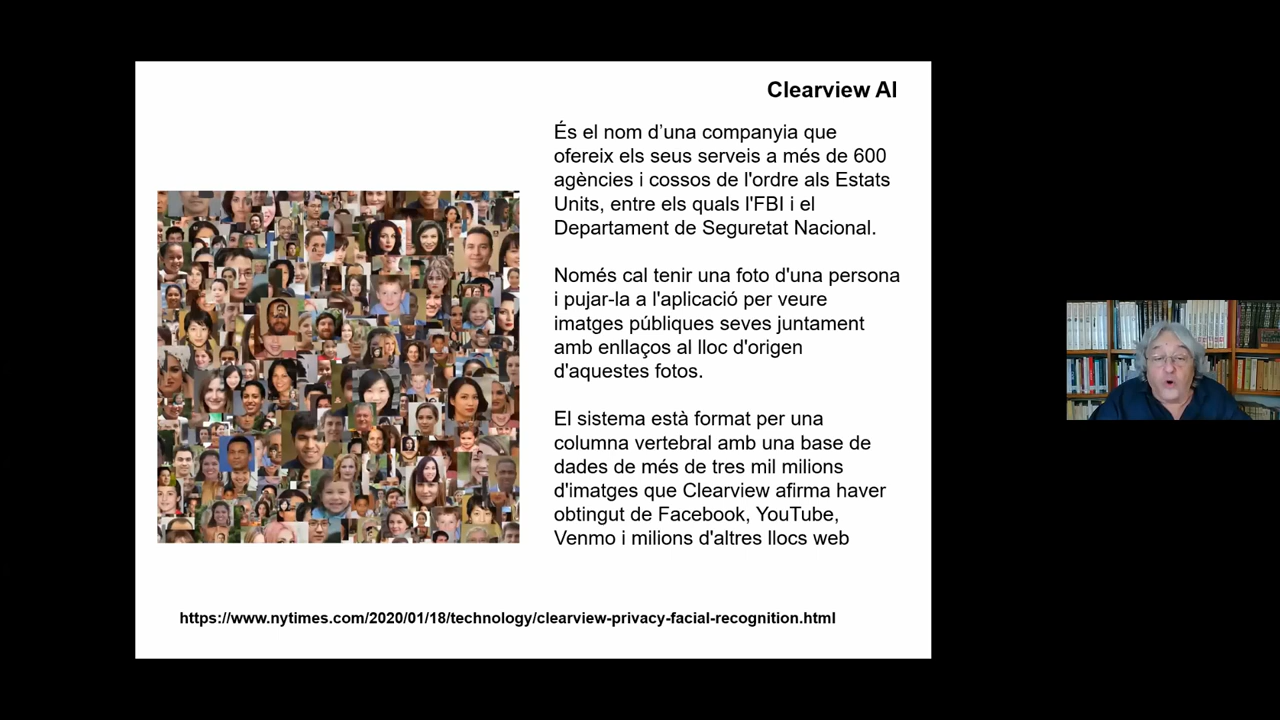 Clearview AI
És el nom d’una companyia que
ofereix els seus serveis a més de 600
agències i cossos de l'ordre als Estats
Units, entre els quals l'FBI i el
Departament de Seguretat Nacional.
Només cal tenir una foto d'una persona
i pujar-la a l'aplicació per veure
imatges públiques seves juntament
amb enllaços al lloc d'origen
d'aquestes fotos.
El sistema està format per una
columna vertebral amb una base de
dades de més de tres mil milions
d'imatges que Clearview afirma haver
obtingut de Facebook, YouTube,
Venmo i milions d'altres llocs web
https://www.nytimes.com/2020/01/18/technology/clearview-privacy-facial-recognition.html